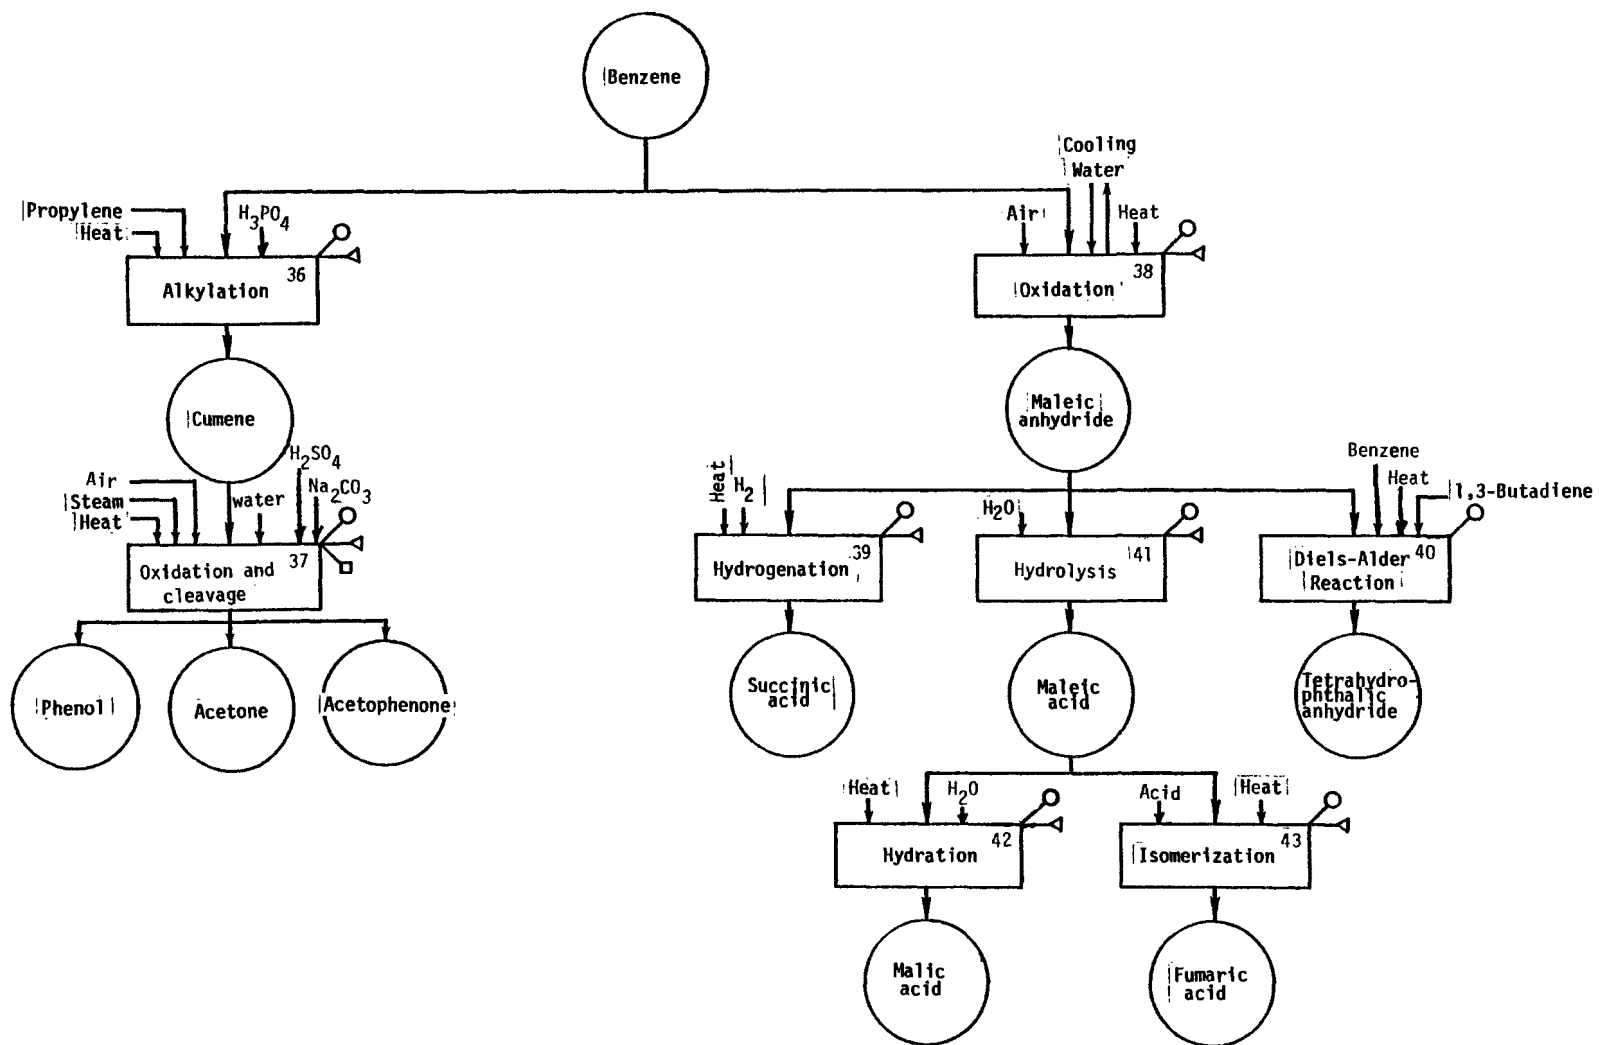 Benzene
Cooling
Water
Propylene
Heat
H3PO4
Air
Heat
36
Alkylation
38
Oxidation
Cumene
Maleic
anhydride
Air
Steam
Heat
water
H2SO4
Na2CO3
Heat
H2
H2O
Benzene
Heat
1,3-Butadiene
37
Oxidation and
cleavage
39
Hydrogenation
41
Hydrolysis
40
Diels-Alder
Reaction
Phenol
Acetone
Acetophenone
Succinic
acid
Maleic
acid
Tetrahydro-
phthalic
anhydride
Heat
H2O
Acid
Heat
42
Hydration
43
Isomerization
Malic
acid
Fumaric
acid